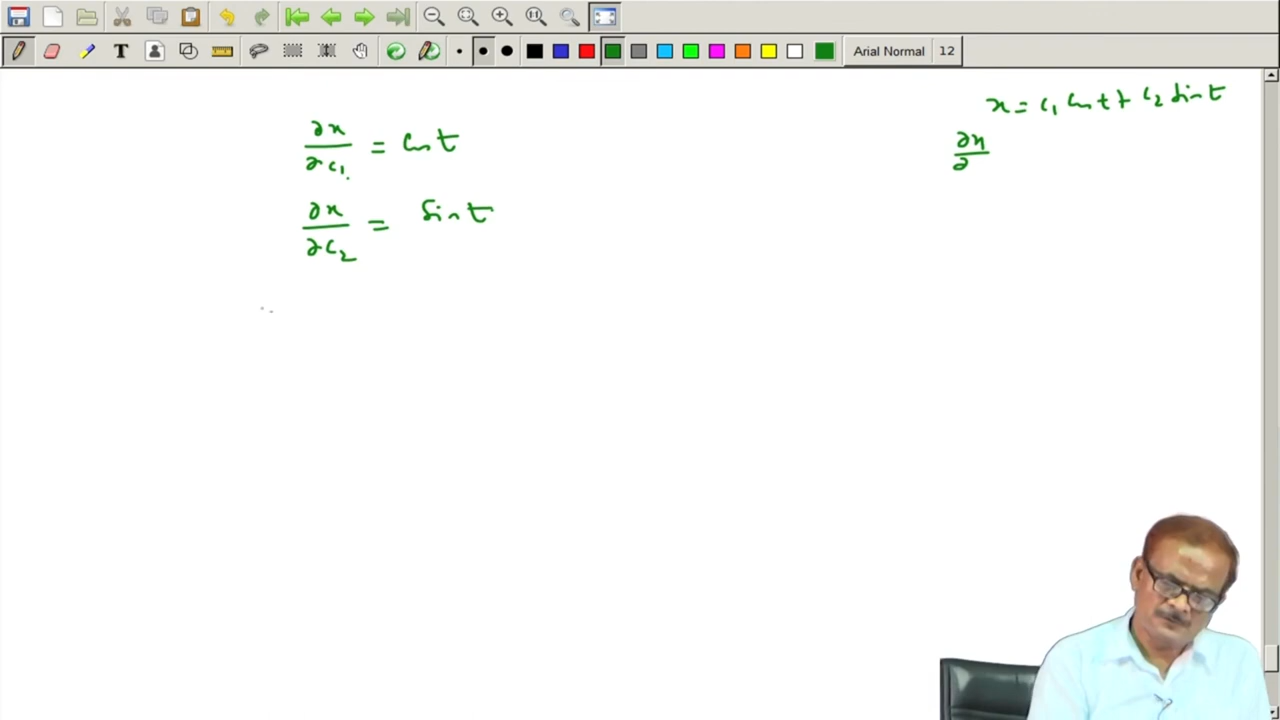 Arial Normal 12
x = c₁ Cos t + c₂ Sin t
∂x/∂c₁ = Cos t
∂x/∂
∂x/∂c₂ = Sin t